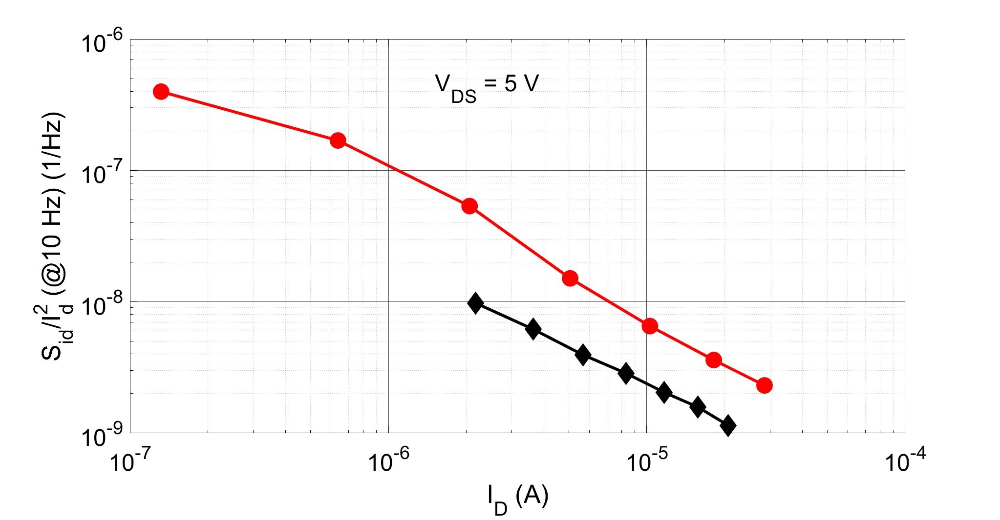 V_DS = 5 V
S_id/I_d^2 (@10 Hz) (1/Hz)
10^-6
10^-7
10^-8
10^-9
10^-7 10^-6 10^-5 10^-4
I_D (A)